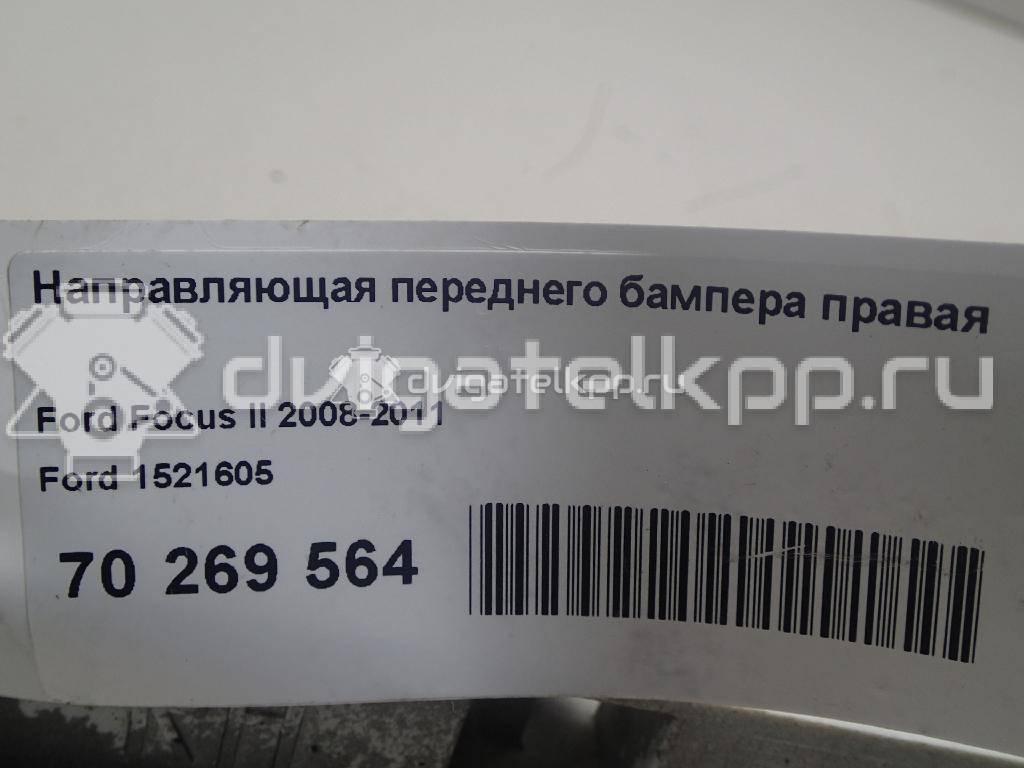 Направляющая переднего бампера правая
dvigatelkpp.ru
dvigatelkpp.ru
Ford Focus II 2008-2011
Ford 1521605
70 269 564